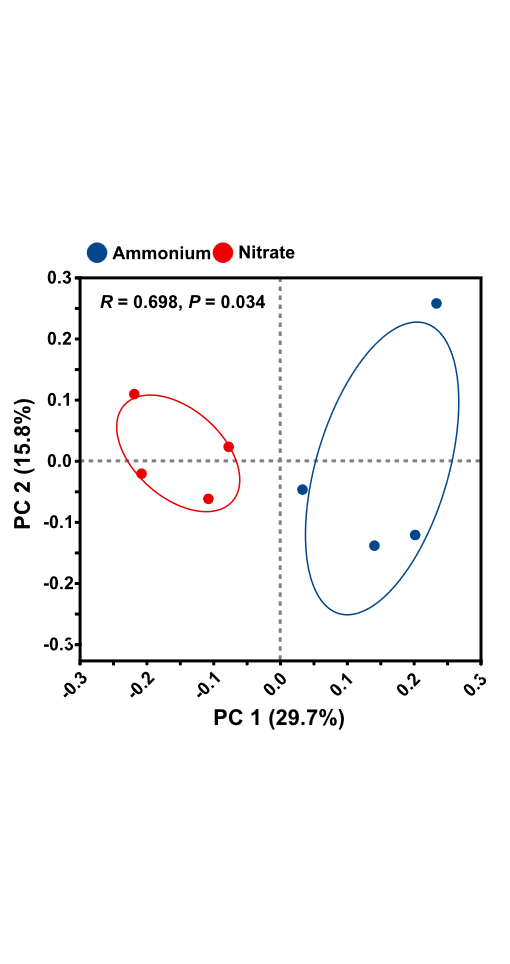 Ammonium Nitrate
R = 0.698, P = 0.034
0.3
0.2
0.1
0.0
-0.1
-0.2
-0.3
PC 2 (15.8%)
-0.3 -0.2 -0.1 0.0 0.1 0.2 0.3
PC 1 (29.7%)